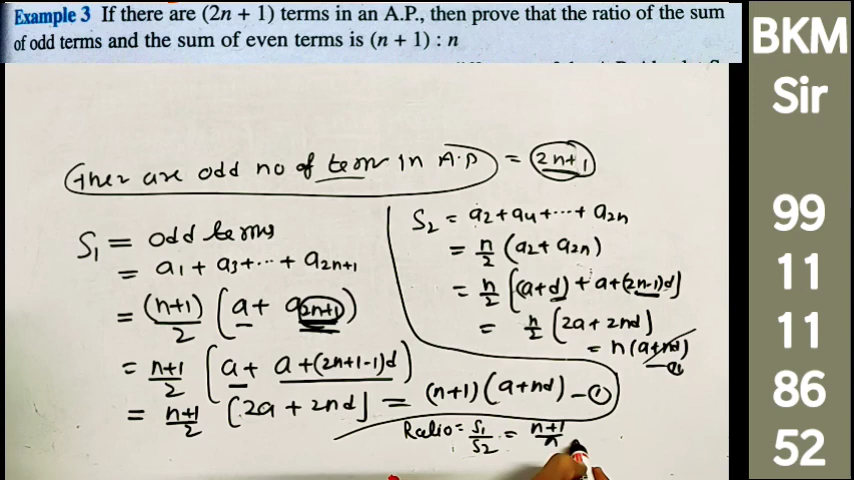 Example 3 If there are (2n + 1) terms in an A.P., then prove that the ratio of the sum
of odd terms and the sum of even terms is (n + 1) : n
Ther are odd no of term in A.P = 2n+1
S1 = odd terms
= a1 + a3 + ... + a2n+1
= (n+1)/2 (a + a2n+1)
= n+1/2 (a + a+(2n+1-1)d)
= n+1/2 [2a + 2nd] = (n+1)(a+nd) -①
S2 = a2 + a4 + ... + a2n
= n/2 (a2 + a2n)
= n/2 [(a+d) + a+(2n-1)d]
= n/2 (2a + 2nd]
= n(a+nd)
Ratio = S1/S2 = n+1/n
BKM
Sir
99
11
11
86
52